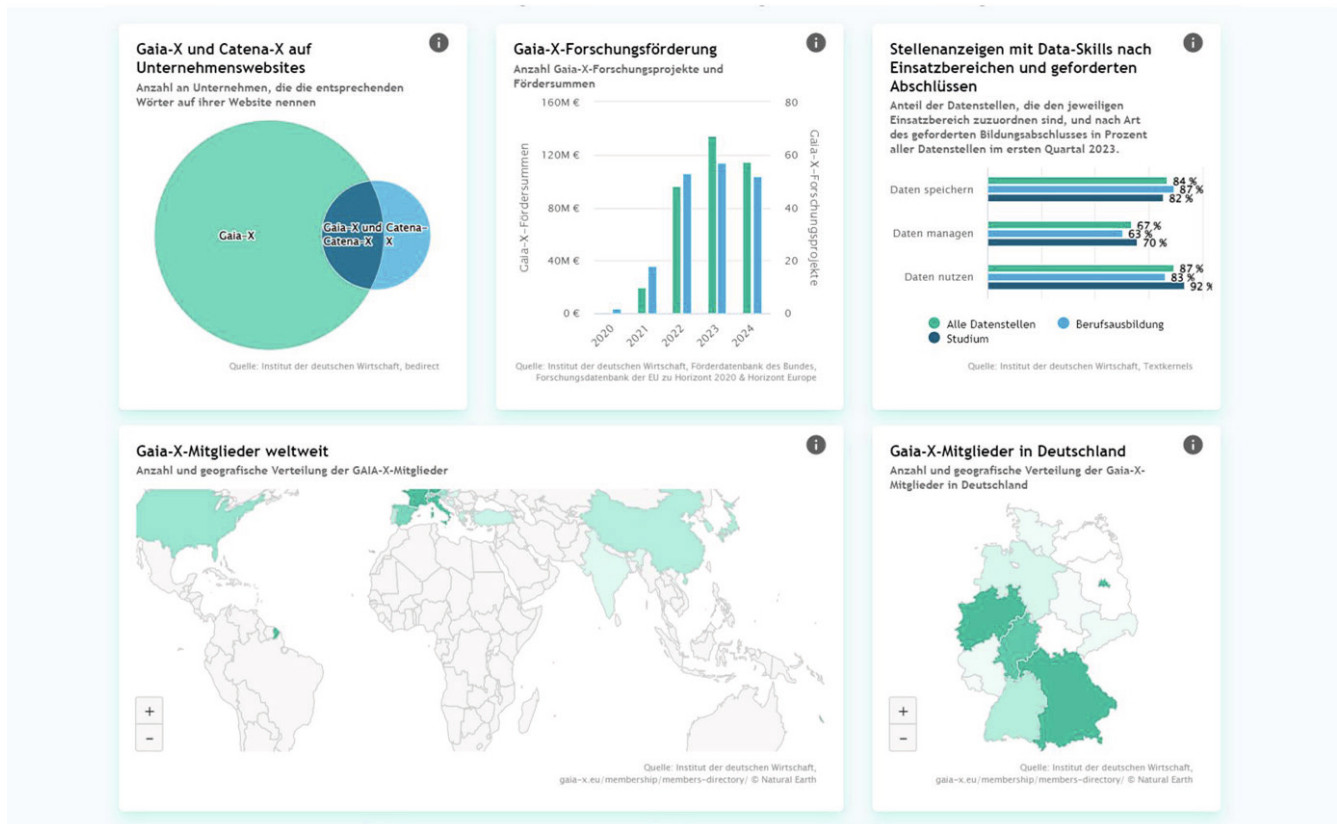 Gaia-X und Catena-X auf
Unternehmenswebsites
Anzahl an Unternehmen, die die entsprechenden
Wörter auf ihrer Website nennen
Gaia-X
Gaia-X und
Catena-X
Catena-
X
Quelle: Institut der deutschen Wirtschaft, bedirect
Gaia-X-Forschungsförderung
Anzahl Gaia-X-Forschungsprojekte und
Fördersummen
160M €
120M €
80M €
40M €
0 €
Gaia-X-Fördersummen
80
60
40
20
0
Gaia-X-Forschungsprojekte
2020
2021
2022
2023
2024
Quelle: Institut der deutschen Wirtschaft, Förderdatenbank des Bundes,
Forschungsdatenbank der EU zu Horizont 2020 & Horizont Europe
Stellenanzeigen mit Data-Skills nach
Einsatzbereichen und geforderten
Abschlüssen
Anteil der Datenstellen, die den jeweiligen
Einsatzbereich zuzuordnen sind, und nach Art
des geforderten Bildungsabschlusses in Prozent
aller Datenstellen im ersten Quartal 2023.
Daten speichern
84 %
87 %
82 %
Daten managen
67 %
63 %
70 %
Daten nutzen
87 %
83 %
92 %
Alle Datenstellen
Berufsausbildung
Studium
Quelle: Institut der deutschen Wirtschaft, Textkernels
Gaia-X-Mitglieder weltweit
Anzahl und geografische Verteilung der GAIA-X-Mitglieder
+
−
Quelle: Institut der deutschen Wirtschaft,
gaia-x.eu/membership/members-directory/ © Natural Earth
Gaia-X-Mitglieder in Deutschland
Anzahl und geografische Verteilung der Gaia-X-
Mitglieder in Deutschland
+
−
Quelle: Institut der deutschen Wirtschaft,
gaia-x.eu/membership/members-directory/ © Natural Earth